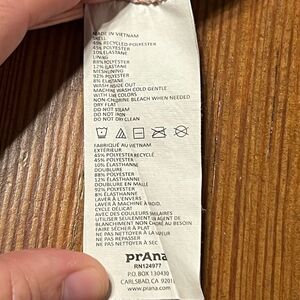 MADE IN VIETNAM
SHELL
45% RECYCLED POLYESTER
45% POLYESTER
10% ELASTANE
LINING
88% POLYESTER
12% ELASTANE
MESH LINING
92% POLYESTER
8% ELASTANE
WASH INSIDE OUT
MACHINE WASH COLD GENTLE
WITH LIKE COLORS
NON-CHLORINE BLEACH WHEN NEEDED
DRY FLAT
DO NOT STEAM
DO NOT IRON
DO NOT DRY CLEAN
FABRIQUÉ AU VIETNAM
EXTÉRIEUR
45% POLYESTER RECYCLÉ
45% POLYESTER
10% ÉLASTHANNE
DOUBLURE
88% POLYESTER
12% ÉLASTHANNE
DOUBLURE EN MAILLE
92% POLYESTER
8% ÉLASTHANNE
LAVER À L'ENVERS
LAVER À MACHINE À FROID,
CYCLE DÉLICAT
AVEC DES COULEURS SIMILAIRES
UTILISER SEULEMENT UN AGENT DE
BLANCHIMENT NON CHLORÉ AU BESOIN
FAIRE SÉCHER À PLAT
NE PAS NETTOYER À LA VAPEUR
NE PAS REPASSER
NE PAS NETTOYER À SEC
prAna
RN124977
P.O. BOX 130430
CARLSBAD, CA
www.prana.com